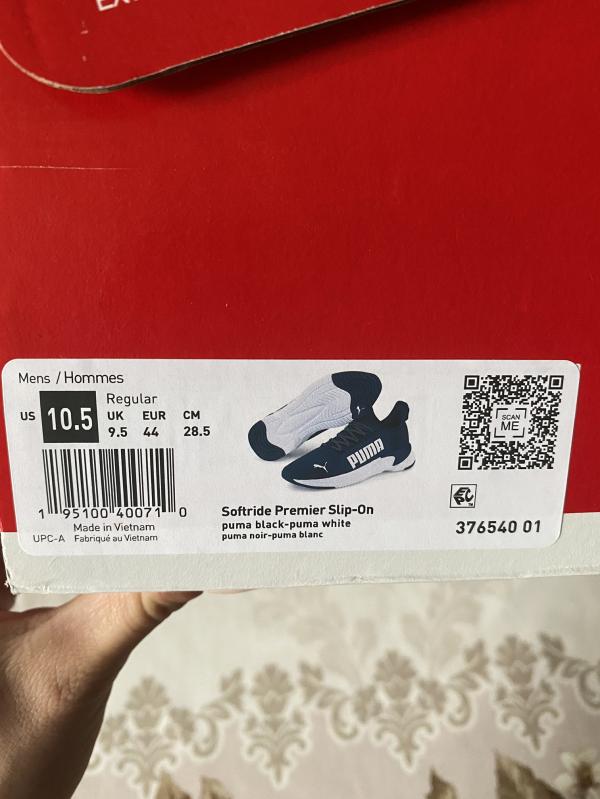 Mens / Hommes
Regular
US 10.5 UK EUR CM
9.5 44 28.5
SCAN
ME
PUMA
1 95100 40071 0
Made in Vietnam
UPC-A Fabriqué au Vietnam
Softride Premier Slip-On
puma black-puma white
puma noir-puma blanc
376540 01